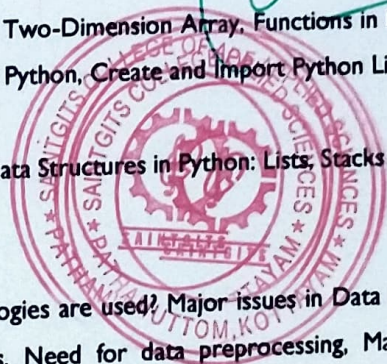 Two-Dimension Array, Functions in
Python, Create and Import Python Li
ata Structures in Python: Lists, Stacks
SAINTGITS COLLEGE OF APPLIED SCIENCES
PATHAMUTTOM, KOTTAYAM
SAINTGITS
ogies are used? Major issues in Data
s, Need for data preprocessing, Ma